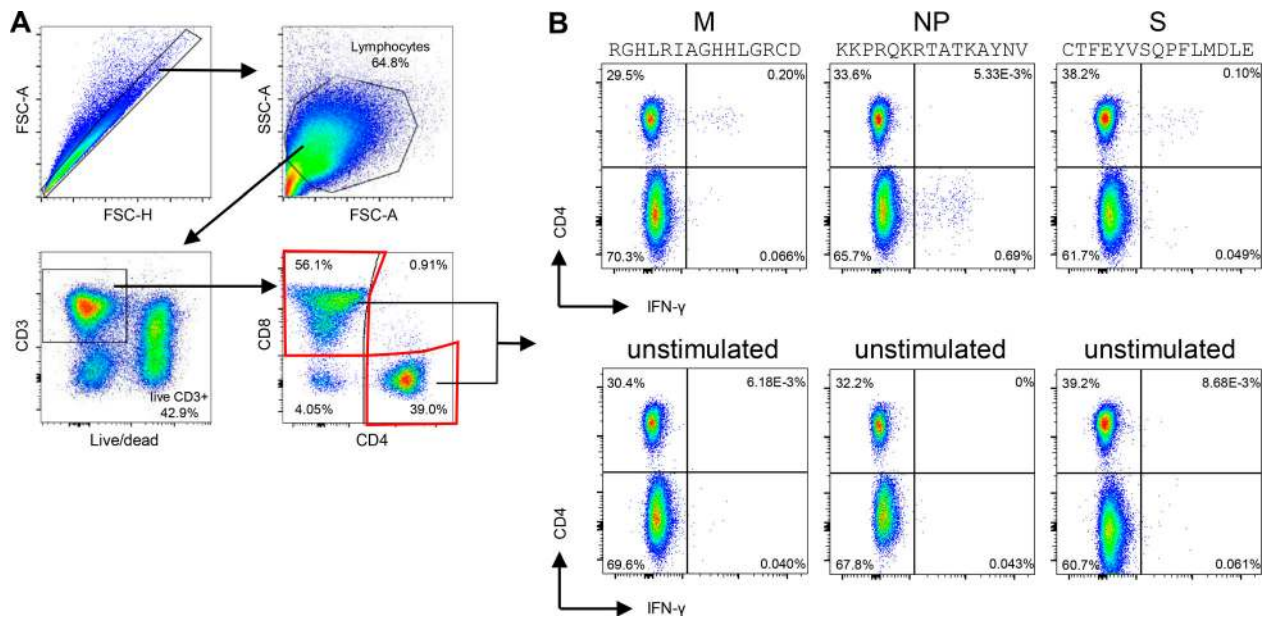 A
FSC-A
FSC-H
SSC-A
Lymphocytes
64.8%
FSC-A
CD3
live CD3+
42.9%
Live/dead
CD8
56.1%
0.91%
4.05%
39.0%
CD4
B
M
RGHLRIAGHHLGRCD
29.5%
0.20%
70.3%
0.066%
NP
KKPRQKRTATKAYNV
33.6%
5.33E-3%
65.7%
0.69%
S
CTFEYVSQPFLMDLE
38.2%
0.10%
61.7%
0.049%
CD4
IFN-γ
unstimulated
30.4%
6.18E-3%
69.6%
0.040%
unstimulated
32.2%
0%
67.8%
0.043%
unstimulated
39.2%
8.68E-3%
60.7%
0.061%
CD4
IFN-γ